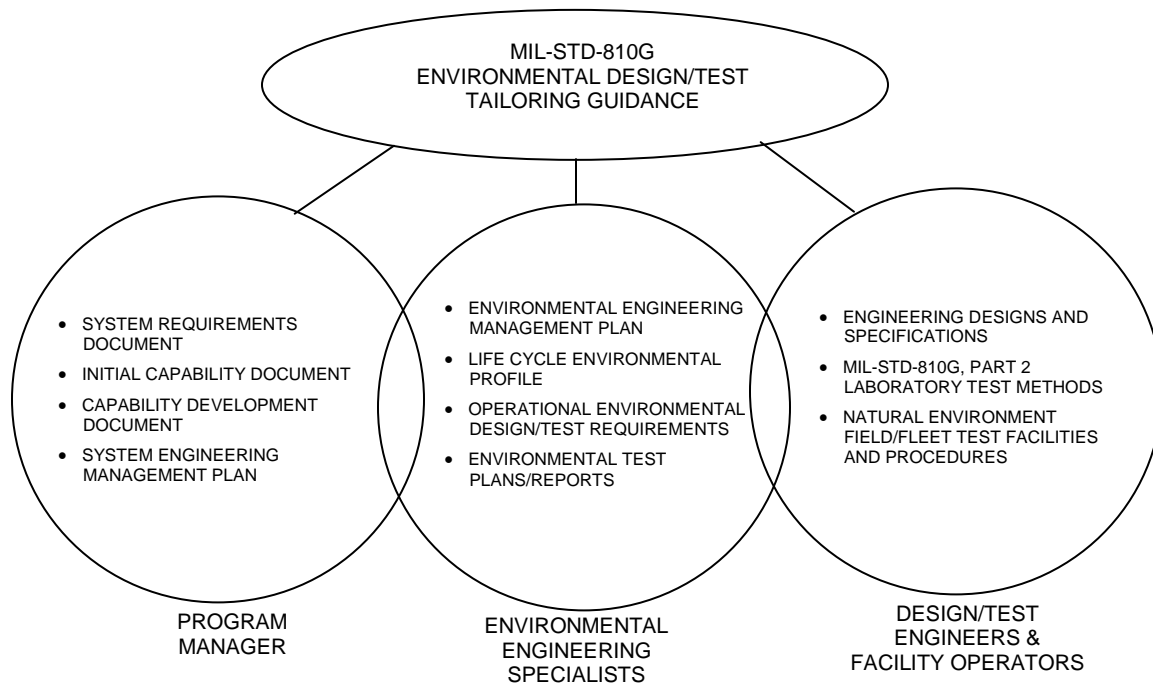 MIL-STD-810G
ENVIRONMENTAL DESIGN/TEST
TAILORING GUIDANCE
• SYSTEM REQUIREMENTS
DOCUMENT
• INITIAL CAPABILITY DOCUMENT
• CAPABILITY DEVELOPMENT
DOCUMENT
• SYSTEM ENGINEERING
MANAGEMENT PLAN
• ENVIRONMENTAL ENGINEERING
MANAGEMENT PLAN
• LIFE CYCLE ENVIRONMENTAL
PROFILE
• OPERATIONAL ENVIRONMENTAL
DESIGN/TEST REQUIREMENTS
• ENVIRONMENTAL TEST
PLANS/REPORTS
• ENGINEERING DESIGNS AND
SPECIFICATIONS
• MIL-STD-810G, PART 2
LABORATORY TEST METHODS
• NATURAL ENVIRONMENT
FIELD/FLEET TEST FACILITIES
AND PROCEDURES
PROGRAM
MANAGER
ENVIRONMENTAL
ENGINEERING
SPECIALISTS
DESIGN/TEST
ENGINEERS &
FACILITY OPERATORS